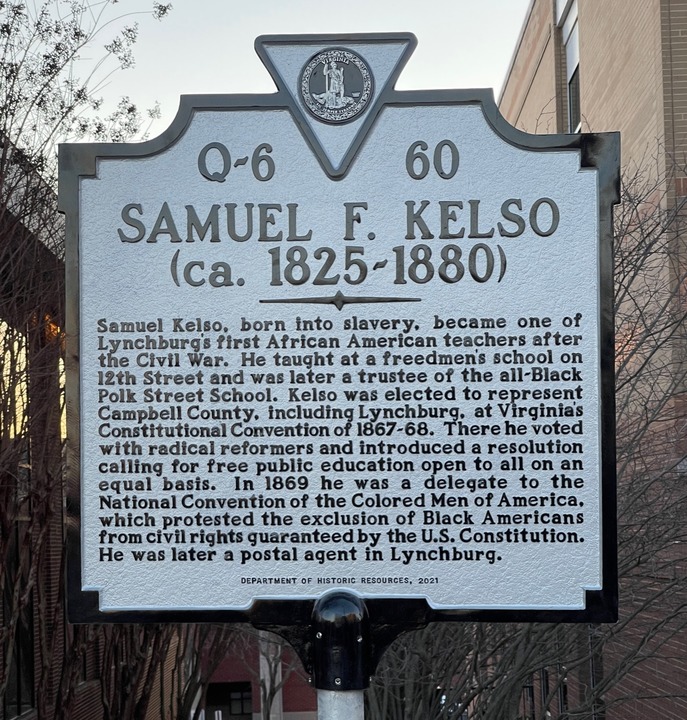 VIRGINIA
Q-6 60
SAMUEL F. KELSO
(ca. 1825-1880)
Samuel Kelso, born into slavery, became one of
Lynchburg's first African American teachers after
the Civil War. He taught at a freedmen's school on
12th Street and was later a trustee of the all-Black
Polk Street School. Kelso was elected to represent
Campbell County, including Lynchburg, at Virginia's
Constitutional Convention of 1867-68. There he voted
with radical reformers and introduced a resolution
calling for free public education open to all on an
equal basis. In 1869 he was a delegate to the
National Convention of the Colored Men of America,
which protested the exclusion of Black Americans
from civil rights guaranteed by the U.S. Constitution.
He was later a postal agent in Lynchburg.
DEPARTMENT OF HISTORIC RESOURCES, 2021